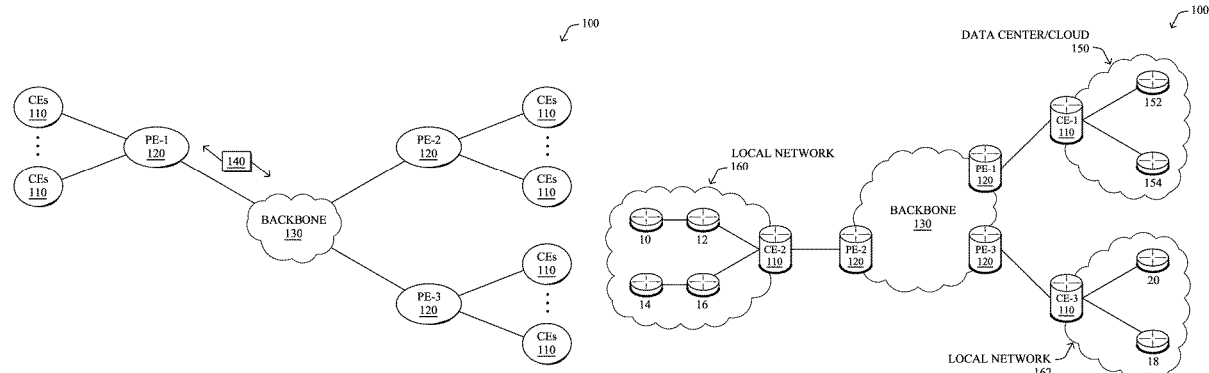 100
CEs
110
CEs
110
PE-1
120
140
BACKBONE
130
PE-2
120
CEs
110
CEs
110
PE-3
120
CEs
110
CEs
110
100
DATA CENTER/CLOUD
150
152
154
CE-1
110
PE-1
120
LOCAL NETWORK
160
10
12
14
16
CE-2
110
PE-2
120
BACKBONE
130
PE-3
120
CE-3
110
20
18
LOCAL NETWORK
162